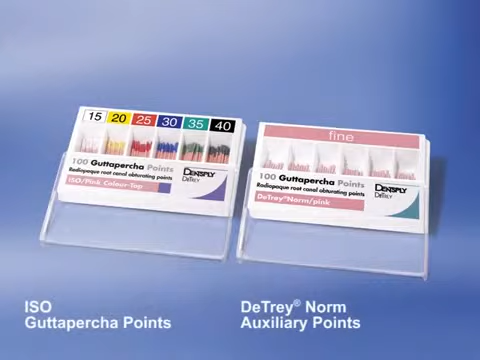 15 20 25 30 35 40
100 Guttapercha Points
Radiopaque root canal obturating points
ISO/Pink Colour-Top
DENTSPLY
DeTrey
fine
100 Guttapercha Points
Radiopaque root canal obturating points
DeTrey® Norm/pink
DENTSPLY
DeTrey
ISO
Guttapercha Points
DeTrey® Norm
Auxiliary Points